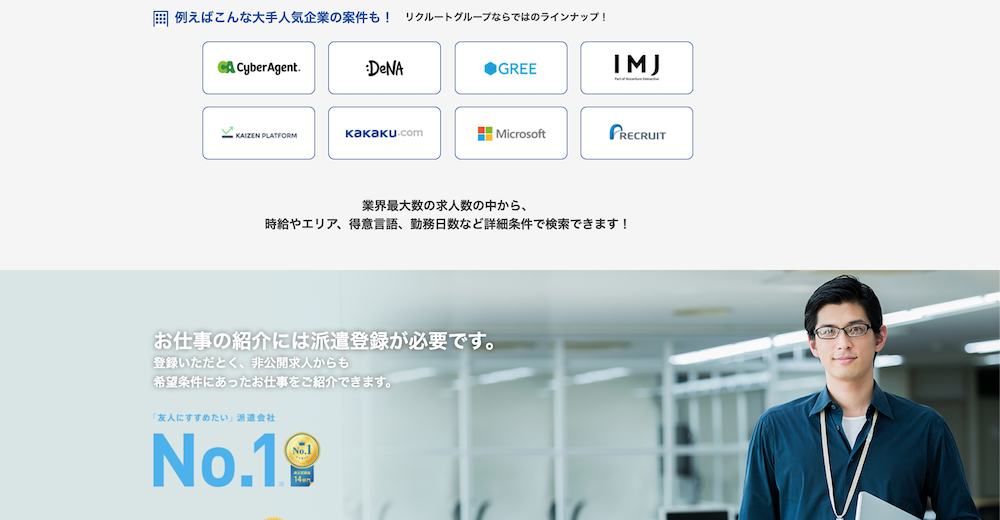 例えばこんな大手人気企業の案件も！ リクルートグループならではのラインナップ！
CyberAgent. :DeNA GREE IMJ
Part of Accenture Interactive
KAIZEN PLATFORM kakaku.com Microsoft RECRUIT
業界最大数の求人数の中から、
時給やエリア、得意言語、勤務日数など詳細条件で検索できます！
お仕事の紹介には派遣登録が必要です。
登録いただとく、非公開求人からも
希望条件にあったお仕事をご紹介できます。
「友人にすすめたい」派遣会社
No.1
No.1
14部門